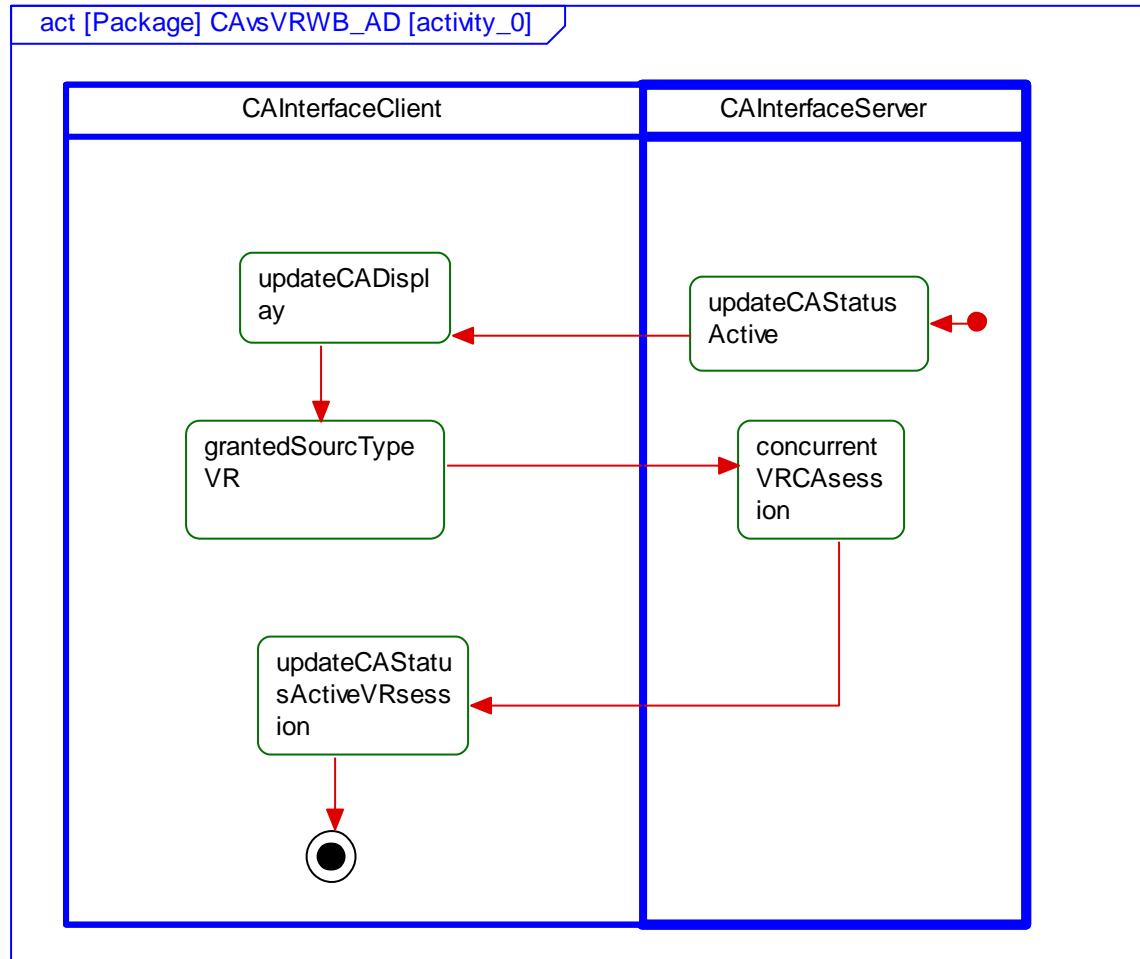 act [Package] CAvsVRWB_AD [activity_0]
CAInterfaceClient
CAInterfaceServer
updateCADispl
ay
updateCAStatus
Active
grantedSourcType
VR
concurrent
VRCAsess
ion
updateCAStatu
sActiveVRsess
ion